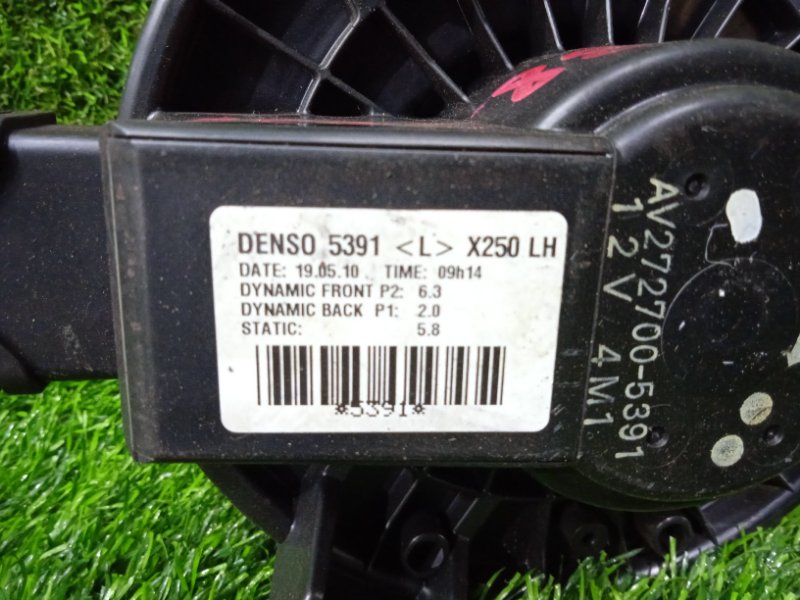 DENSO 5391 <L> X250 LH
DATE: 19.05.10 TIME: 09h14
DYNAMIC FRONT P2: 6.3
DYNAMIC BACK P1: 2.0
STATIC: 5.8
*5391*
AV272700-5391
12V 4M1